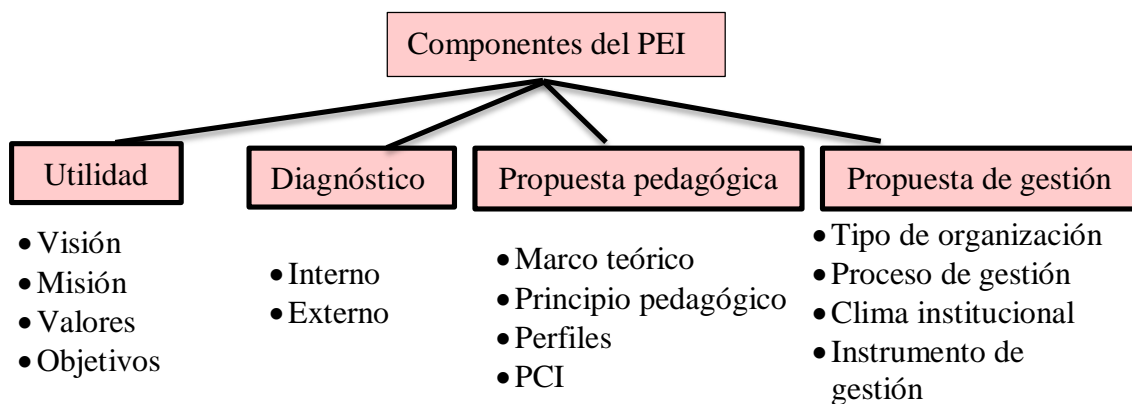 Componentes del PEI
Utilidad
• Visión
• Misión
• Valores
• Objetivos
Diagnóstico
• Interno
• Externo
Propuesta pedagógica
• Marco teórico
• Principio pedagógico
• Perfiles
• PCI
Propuesta de gestión
• Tipo de organización
• Proceso de gestión
• Clima institucional
• Instrumento de
gestión